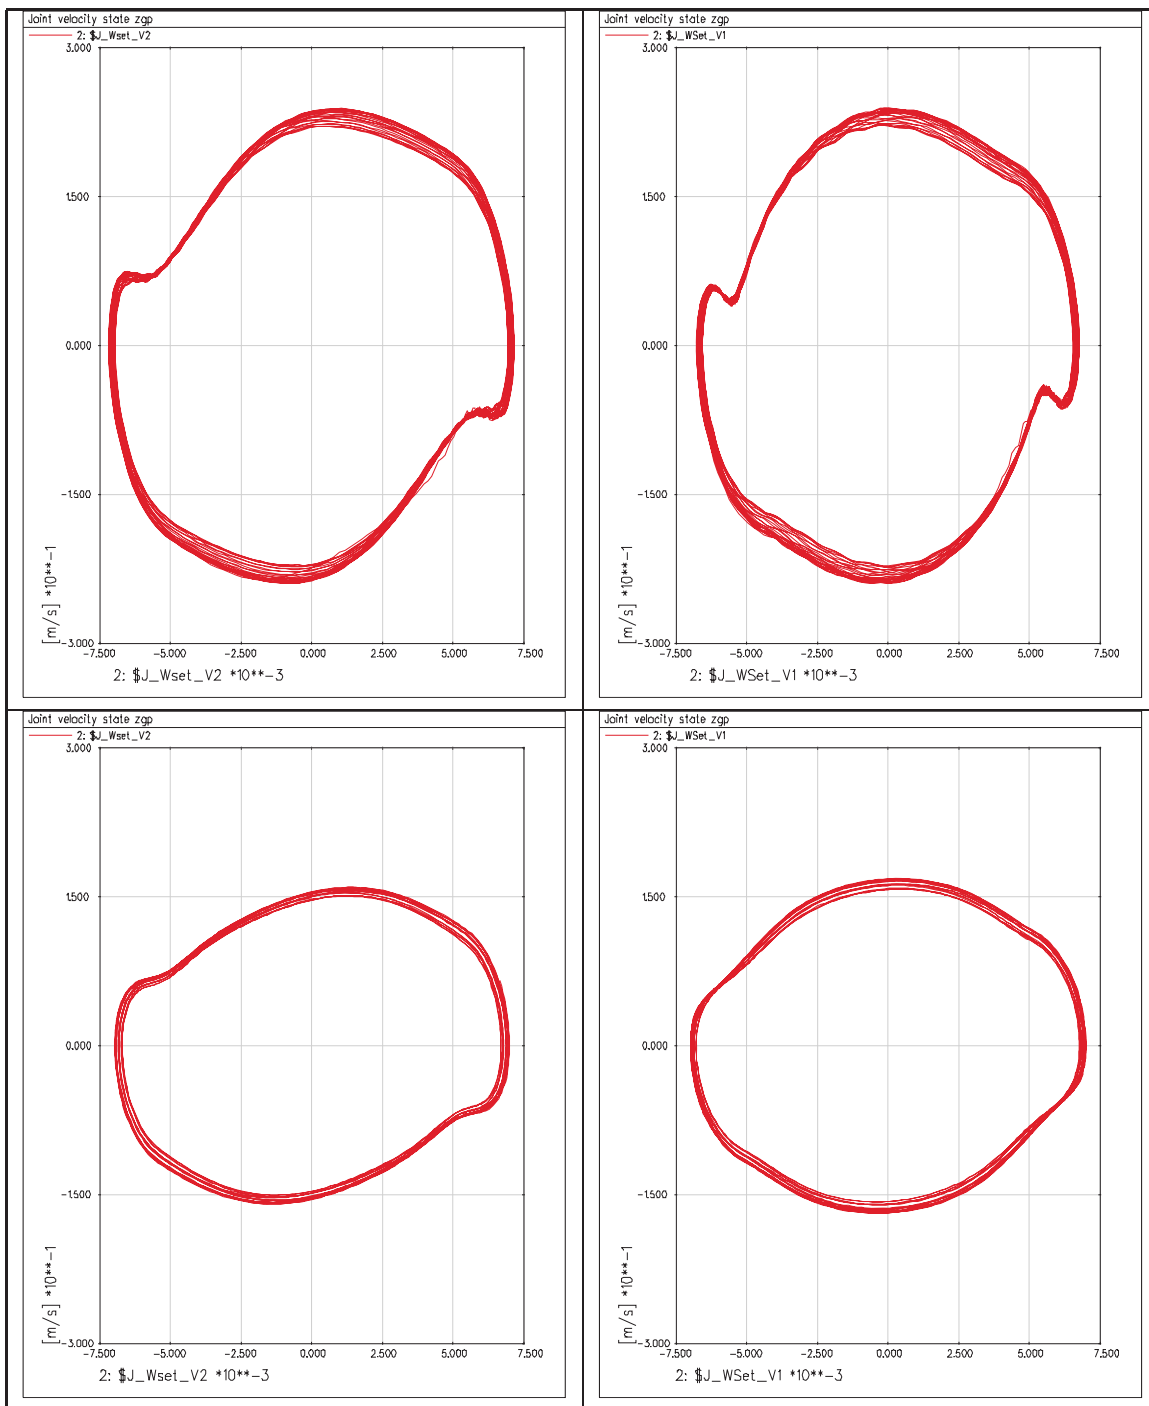 Joint velocity state zgp
2: $J_Wset_V2
3.000
1.500
0.000
-1.500
-3.000
[m/s] *10**-1
-7.500 -5.000 -2.500 0.000 2.500 5.000 7.500
2: $J_Wset_V2 *10**-3
Joint velocity state zgp
2: $J_WSet_V1
3.000
1.500
0.000
-1.500
-3.000
[m/s] *10**-1
-7.500 -5.000 -2.500 0.000 2.500 5.000 7.500
2: $J_WSet_V1 *10**-3
Joint velocity state zgp
2: $J_Wset_V2
3.000
1.500
0.000
-1.500
-3.000
[m/s] *10**-1
-7.500 -5.000 -2.500 0.000 2.500 5.000 7.500
2: $J_Wset_V2 *10**-3
Joint velocity state zgp
2: $J_WSet_V1
3.000
1.500
0.000
-1.500
-3.000
[m/s] *10**-1
-7.500 -5.000 -2.500 0.000 2.500 5.000 7.500
2: $J_WSet_V1 *10**-3